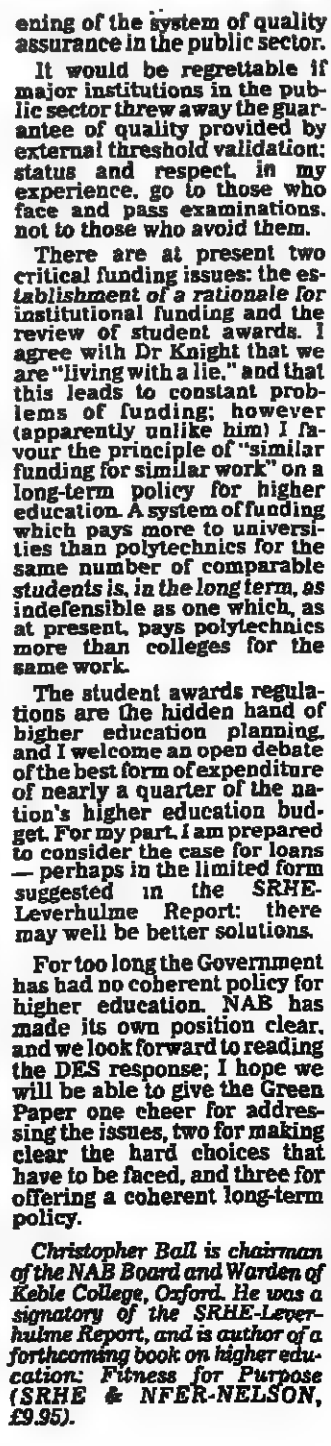 ening of the system of quality
assurance in the public sector.
It would be regrettable if
major institutions in the pub-
lic sector threw away the guar-
antee of quality provided by
external threshold validation;
status and respect, in my
experience, go to those who
face and pass examinations,
not to those who avoid them.
There are at present two
critical funding issues: the es-
tablishment of a rationale for
institutional funding and the
review of student awards. I
agree with Dr Knight that we
are "living with a lie," and that
this leads to constant prob-
lems of funding; however
(apparently unlike him) I fa-
vour the principle of "similar
funding for similar work" on a
long-term policy for higher
education. A system of funding
which pays more to universi-
ties than polytechnics for the
same number of comparable
students is, in the long term, as
indefensible as one which, as
at present, pays polytechnics
more than colleges for the
same work.
The student awards regula-
tions are the hidden hand of
higher education planning,
and I welcome an open debate
of the best form of expenditure
of nearly a quarter of the na-
tion's higher education bud-
get. For my part, I am prepared
to consider the case for loans
— perhaps in the limited form
suggested in the SRHE-
Leverhulme Report: there
may well be better solutions.
For too long the Government
has had no coherent policy for
higher education. NAB has
made its own position clear,
and we look forward to reading
the DES response; I hope we
will be able to give the Green
Paper one cheer for addres-
sing the issues, two for making
clear the hard choices that
have to be faced, and three for
offering a coherent long-term
policy.
Christopher Ball is chairman
of the NAB Board and Warden of
Keble College, Oxford. He was a
signatory of the SRHE-Lever-
hulme Report, and is author of a
forthcoming book on higher edu-
cation: Fitness for Purpose
(SRHE & NFER-NELSON,
£9.95).